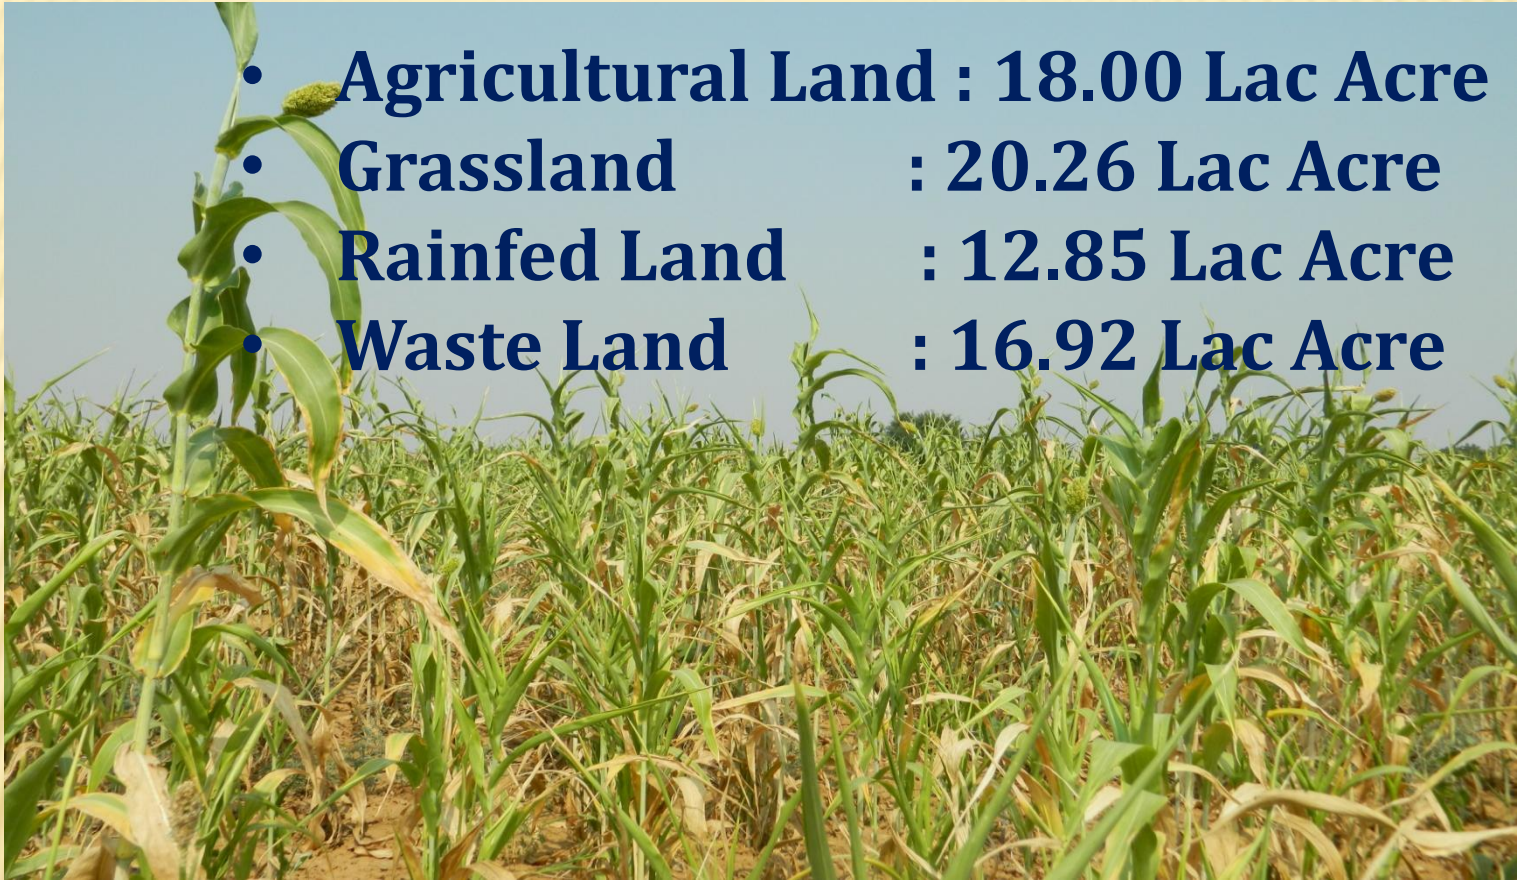 • Agricultural Land : 18.00 Lac Acre
• Grassland : 20.26 Lac Acre
• Rainfed Land : 12.85 Lac Acre
• Waste Land : 16.92 Lac Acre